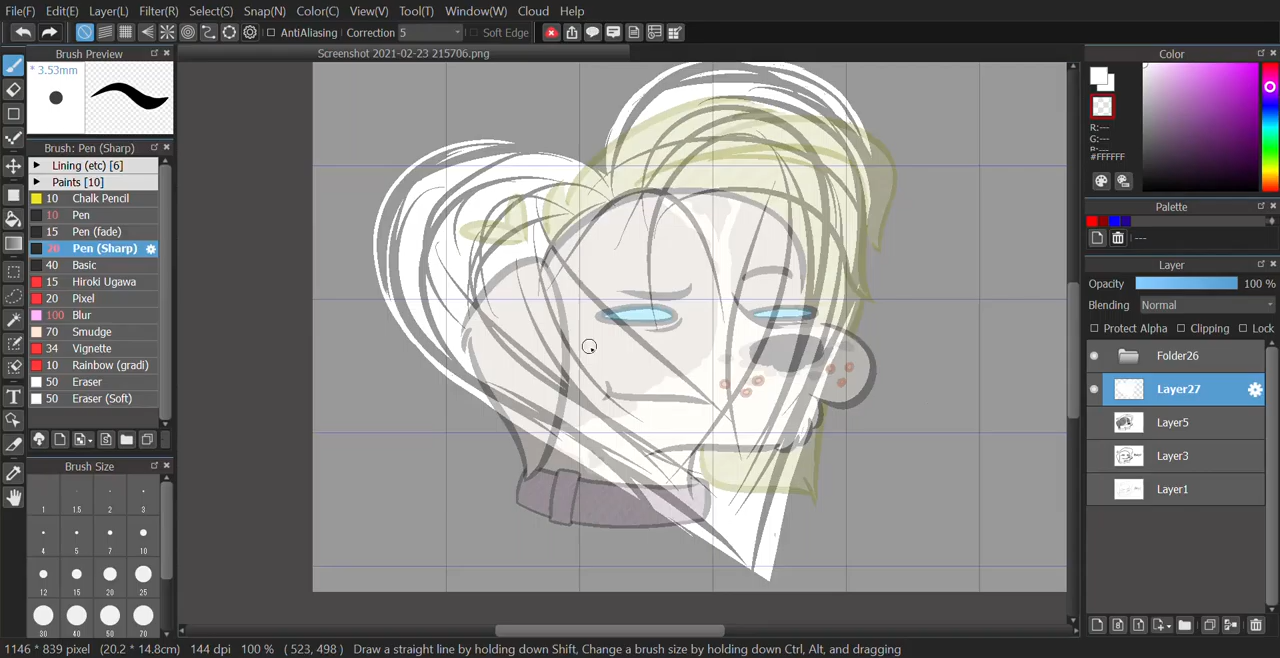 File(F) Edit(E) Layer(L) Filter(R) Select(S) Snap(N) Color(C) View(V) Tool(T) Window(W) Cloud Help
AntiAliasing Correction 5 Soft Edge
Brush Preview
Screenshot 2021-02-23 215706.png
Color
* 3.53mm
R:---
G:---
B:---
#FFFFFF
Brush: Pen (Sharp)
Lining (etc) [6]
Paints [10]
10 Chalk Pencil
10 Pen
15 Pen (fade)
20 Pen (Sharp)
40 Basic
15 Hiroki Ugawa
20 Pixel
100 Blur
70 Smudge
34 Vignette
10 Rainbow (gradi)
50 Eraser
50 Eraser (Soft)
Palette
---
Layer
Opacity 100 %
Blending Normal
Protect Alpha Clipping Lock
Folder26
Layer27
Layer5
Layer3
Layer1
Brush Size
1 1.5 2 3
4 5 7 10
12 15 20 25
30 40 50 70
1146 * 839 pixel (20.2 * 14.8cm) 144 dpi 100 % ( 523, 498 ) Draw a straight line by holding down Shift, Change a brush size by holding down Ctrl, Alt, and dragging